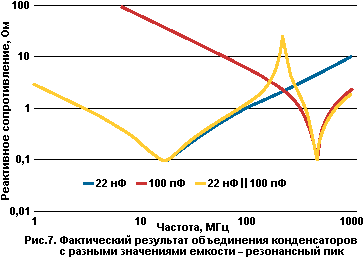 Реактивное сопротивление, Ом
100
10
1
0,1
0,01
22 нФ 100 пФ 22 нФ||100 пФ
1 10 100 1000
Частота, МГц
Рис.7. Фактический результат объединения конденсаторов
с разными значениями емкости – резонансный пик